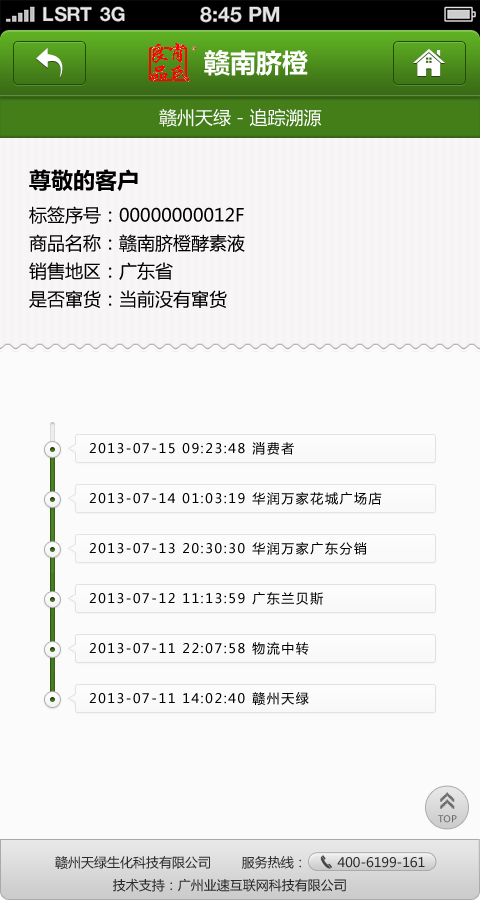 LSRT 3G 8:45 PM
赣南脐橙
赣州天绿 - 追踪溯源
尊敬的客户
标签序号：00000000012F
商品名称：赣南脐橙酵素液
销售地区：广东省
是否窜货：当前没有窜货
2013-07-15 09:23:48 消费者
2013-07-14 01:03:19 华润万家花城广场店
2013-07-13 20:30:30 华润万家广东分销
2013-07-12 11:13:59 广东兰贝斯
2013-07-11 22:07:58 物流中转
2013-07-11 14:02:40 赣州天绿
TOP
赣州天绿生化科技有限公司 服务热线： 400-6199-161
技术支持：广州业速互联网科技有限公司